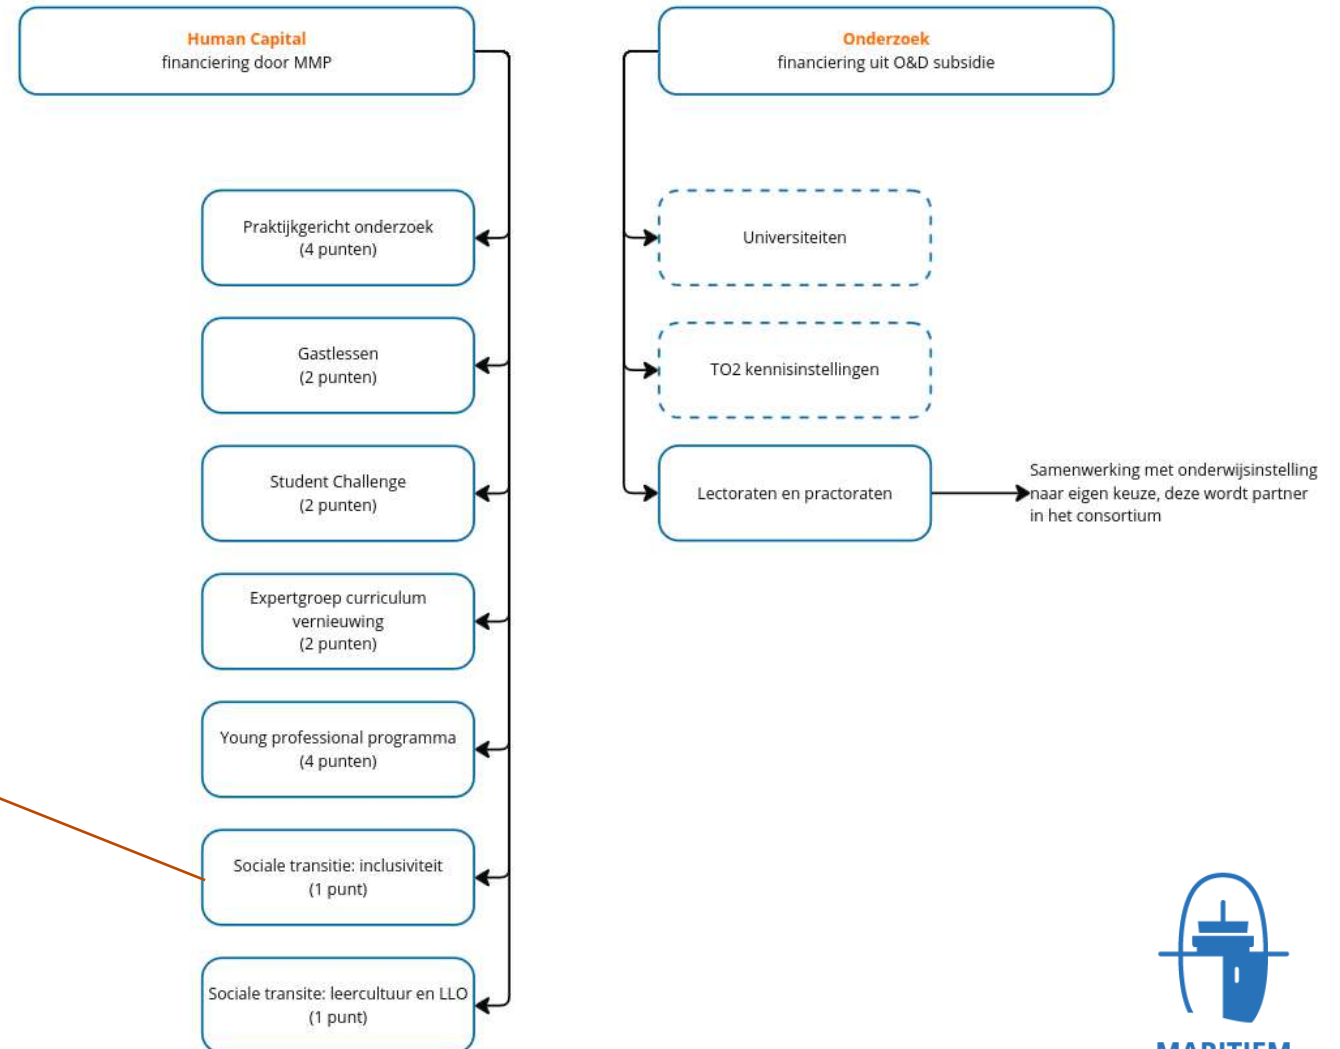 Human Capital
financiering door MMP
Praktijkgericht onderzoek
(4 punten)
Gastlessen
(2 punten)
Student Challenge
(2 punten)
Expertgroep curriculum
vernieuwing
(2 punten)
Young professional programma
(4 punten)
Sociale transitie: inclusiviteit
(1 punt)
Sociale transite: leercultuur en LLO
(1 punt)
Onderzoek
financiering uit O&D subsidie
Universiteiten
TO2 kennisinstellingen
Lectoraten en practoraten
Samenwerking met onderwijsinstelling
naar eigen keuze, deze wordt partner
in het consortium
MARITIEM